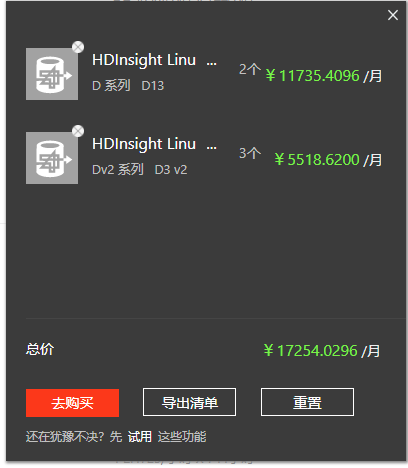 HDInsight Linu ...
D 系列 D13
2个
￥11735.4096 /月
HDInsight Linu ...
Dv2 系列 D3 v2
3个
￥5518.6200 /月
总价
￥17254.0296 /月
去购买
导出清单
重置
还在犹豫不决? 先 试用 这些功能